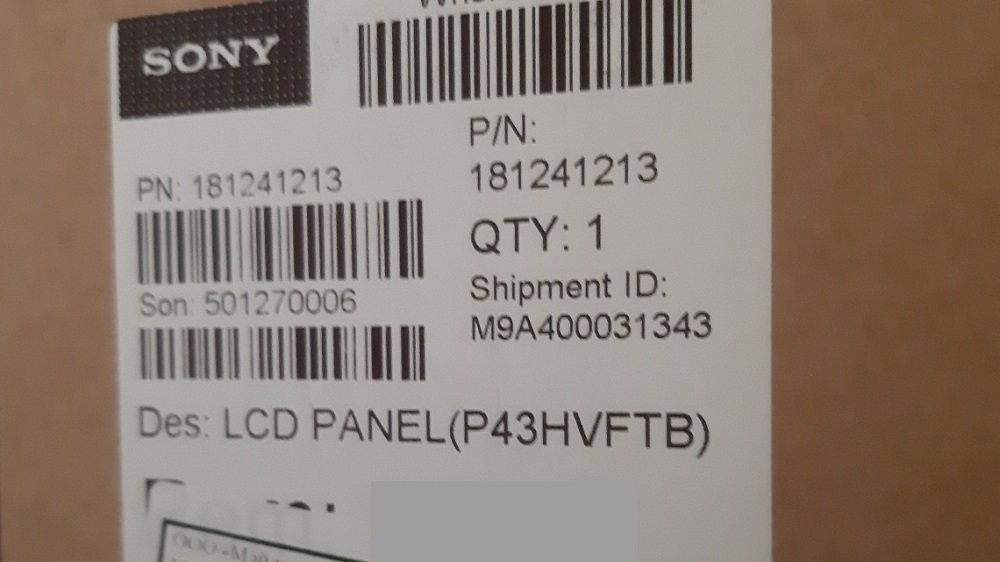 SONY
PN: 181241213
Son: 501270006
P/N:
181241213
QTY: 1
Shipment ID:
M9A400031343
Des: LCD PANEL(P43HVFTB)